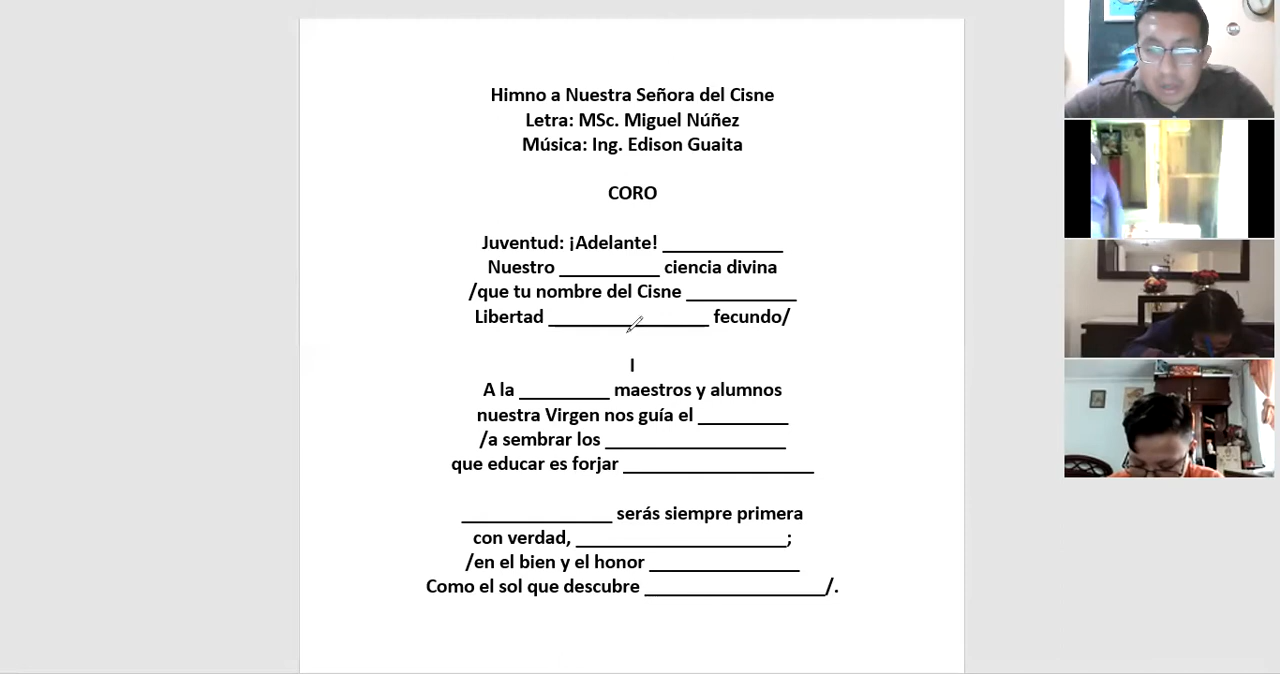 Himno a Nuestra Señora del Cisne
Letra: MSc. Miguel Núñez
Música: Ing. Edison Guaita
CORO
Juventud: ¡Adelante! ____________
Nuestro __________ ciencia divina
/que tu nombre del Cisne ___________
Libertad ________________ fecundo/
I
A la _________ maestros y alumnos
nuestra Virgen nos guía el _________
/a sembrar los __________________
que educar es forjar ___________________
_______________ serás siempre primera
con verdad, _____________________;
/en el bien y el honor _______________
Como el sol que descubre __________________/.